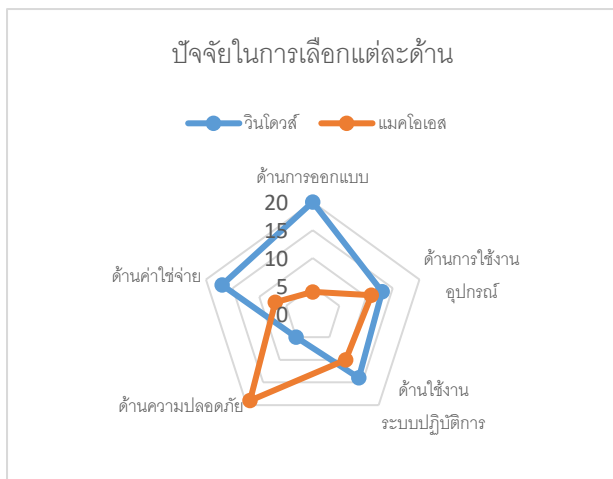 ปัจจัยในการเลือกแต่ละด้าน
วินโดวส์ แมคโอเอส
ด้านการออกแบบ
20
15
10
5
0
ด้านการใช้งาน
อุปกรณ์
ด้านใช้งาน
ระบบปฏิบัติการ
ด้านความปลอดภัย
ด้านค่าใช่จ่าย